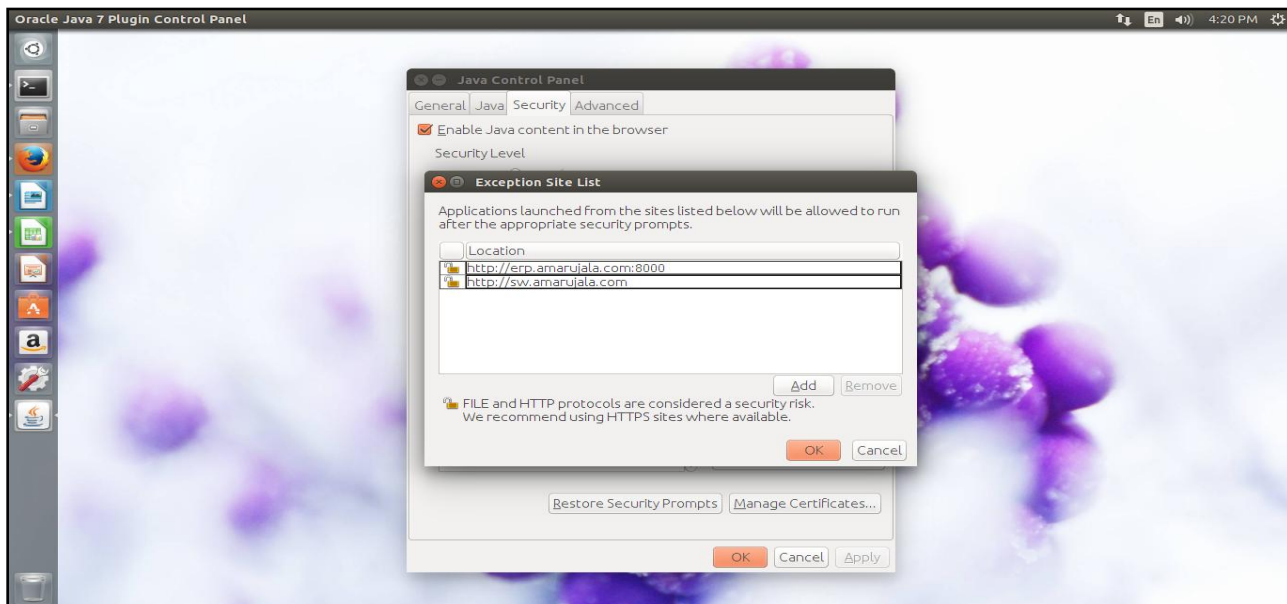 Oracle Java 7 Plugin Control Panel
En
4:20 PM
Java Control Panel
General Java Security Advanced
Enable Java content in the browser
Security Level
Exception Site List
Applications launched from the sites listed below will be allowed to run
after the appropriate security prompts.
Location
http://erp.amarujala.com:8000
http://sw.amarujala.com
Add Remove
FILE and HTTP protocols are considered a security risk.
We recommend using HTTPS sites where available.
OK Cancel
Restore Security Prompts Manage Certificates...
OK Cancel Apply
a